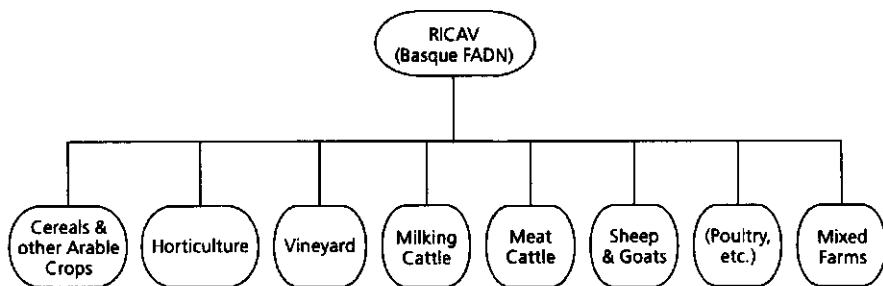 RICAV
(Basque FADN)
Cereals &
other Arable
Crops
Horticulture
Vineyard
Milking
Cattle
Meat
Cattle
Sheep
& Goats
(Poultry,
etc.)
Mixed
Farms